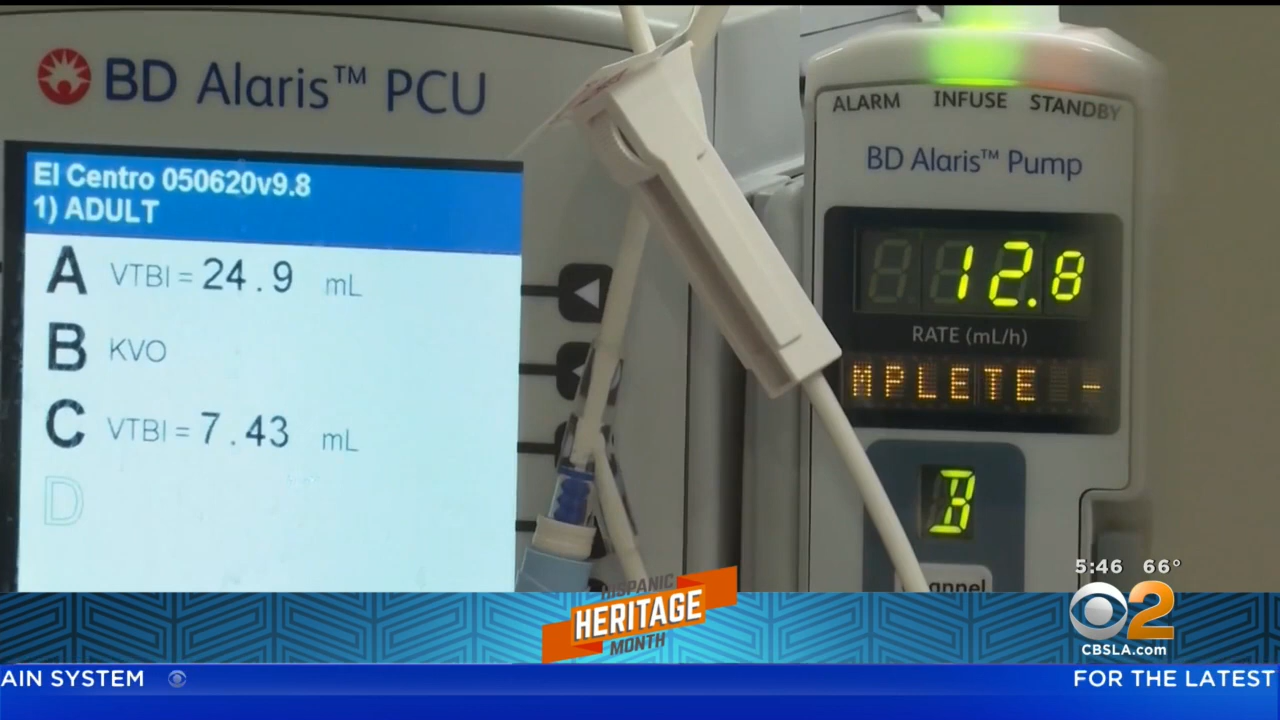 BD Alaris™ PCU
El Centro 050620v9.8
1) ADULT
A VTBI = 24.9 mL
B KVO
C VTBI = 7.43 mL
D
ALARM INFUSE STANDBY
BD Alaris™ Pump
12.8
RATE (mL/h)
MPLETE -
B
HISPANIC
HERITAGE
MONTH
5:46 66°
2
CBSLA.com
AIN SYSTEM
FOR THE LATEST